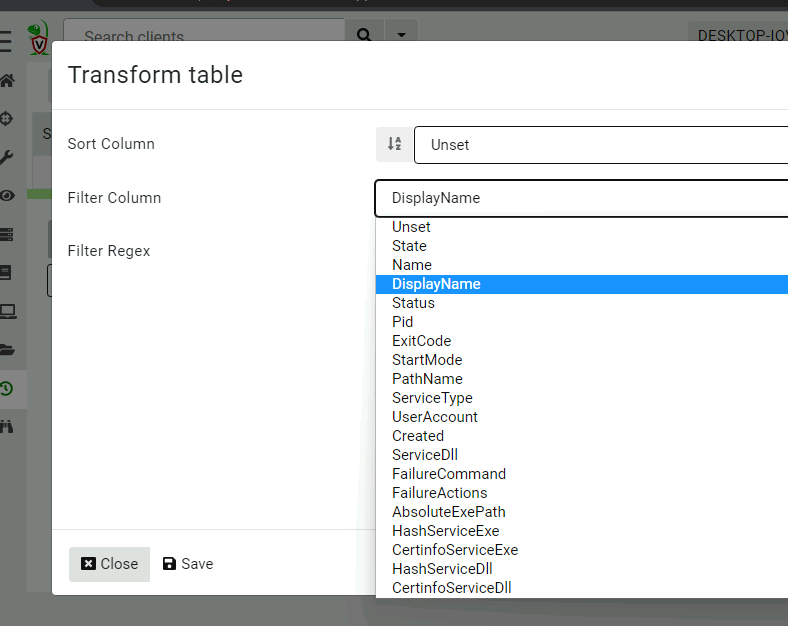 Search clients
DESKTOP-IO
Transform table
S
Sort Column
Unset
Filter Column
DisplayName
Filter Regex
Unset
State
Name
DisplayName
Status
Pid
ExitCode
StartMode
PathName
ServiceType
UserAccount
Created
ServiceDll
FailureCommand
FailureActions
AbsoluteExePath
HashServiceExe
CertinfoServiceExe
HashServiceDll
CertinfoServiceDll
Close
Save